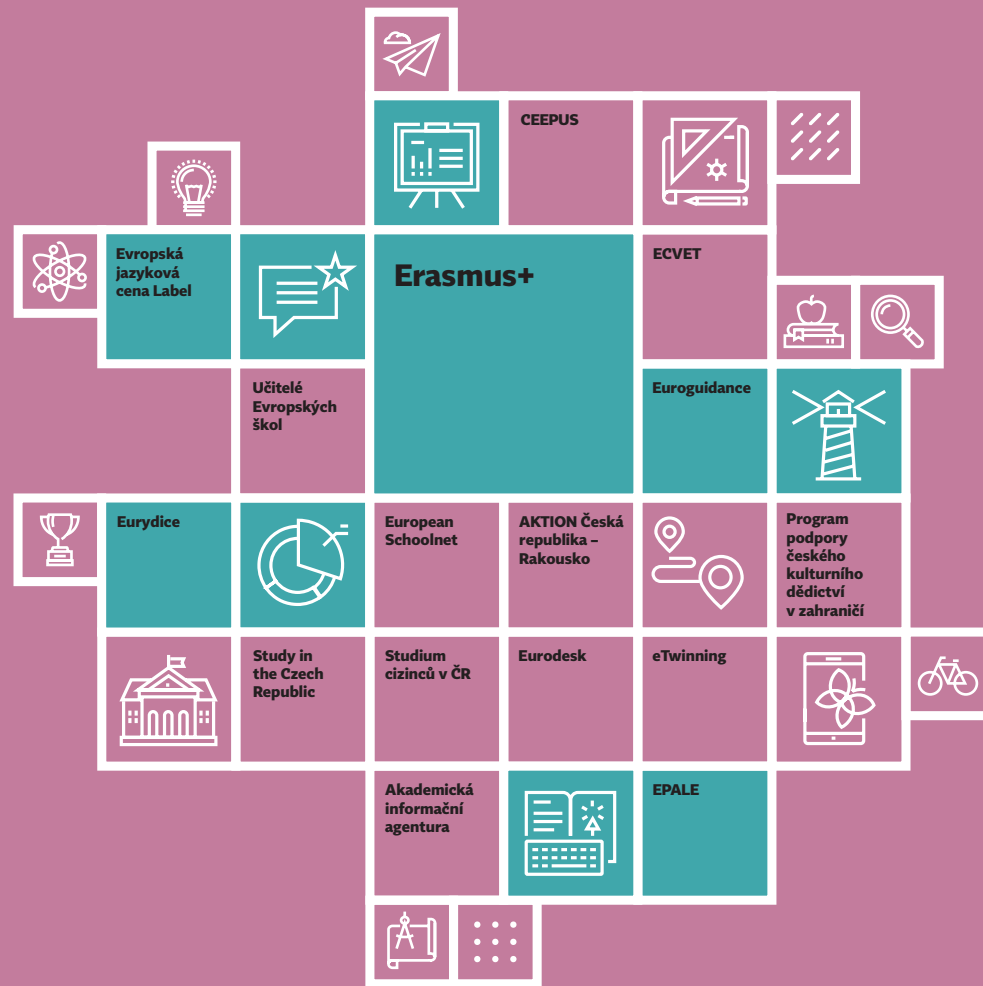 CEEPUS
Evropská
jazyková
cena Label
Erasmus+
ECVET
Učitelé
Evropských
škol
Euroguidance
Eurydice
European
Schoolnet
AKTION Česká
republika –
Rakousko
Program
podpory
českého
kulturního
dědictví
v zahraničí
Study in
the Czech
Republic
Studium
cizinců v ČR
Eurodesk
eTwinning
Akademická
informační
agentura
EPALE